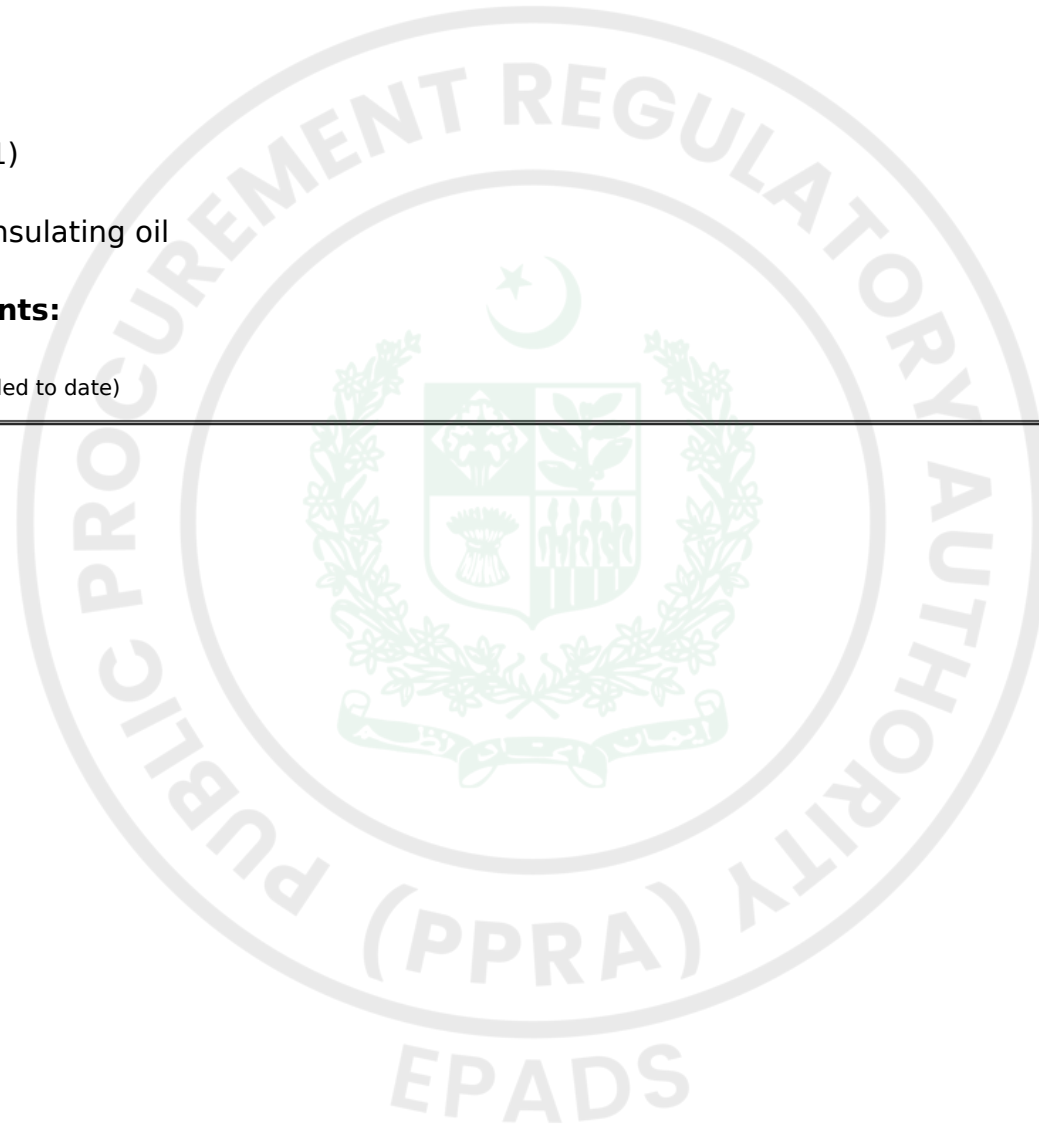 1)
nsulating oil
nts:
led to date)
PUBLIC PROCUREMENT REGULATORY AUTHORITY
(PPRA)
EPADS